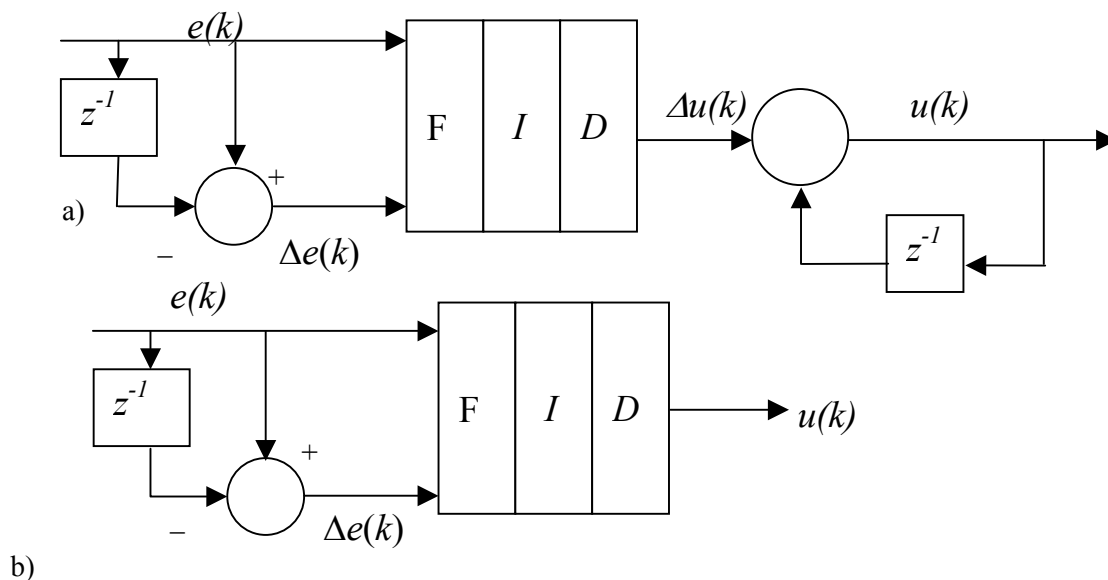 e(k)
z⁻¹
F I D
Δu(k)
u(k)
+
a)
–
Δe(k)
z⁻¹
e(k)
z⁻¹
F I D
u(k)
+
–
Δe(k)
b)